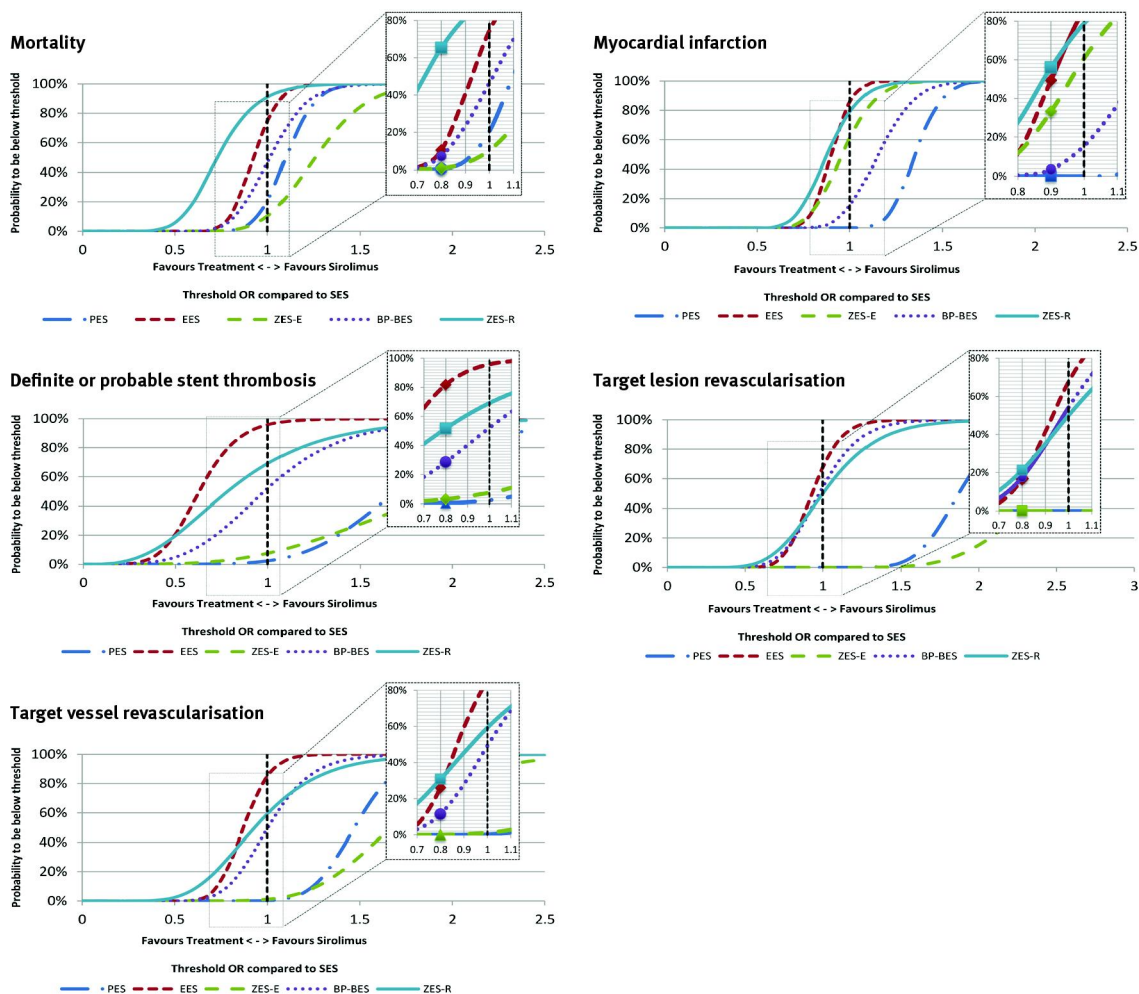 Mortality
Probability to be below threshold
100%
80%
60%
40%
20%
0%
0 0.5 1 2 2.5
80%
60%
40%
20%
0%
0.7 0.8 0.9 1 1.1
Favours Treatment < - > Favours Sirolimus
Threshold OR compared to SES
PES EES ZES-E BP-BES ZES-R
Myocardial infarction
Probability to be below threshold
100%
80%
60%
40%
20%
0%
0 0.5 1 1.5 2 2.5
80%
60%
40%
20%
0%
0.8 0.9 1 1.1
Favours Treatment < - > Favours Sirolimus
Threshold OR compared to SES
PES EES ZES-E BP-BES ZES-R
Definite or probable stent thrombosis
Probability to be below threshold
100%
80%
60%
40%
20%
0%
0 0.5 1 1.5 2 2.5
100%
80%
60%
40%
20%
0%
0.7 0.8 0.9 1 1.1
Favours Treatment < - > Favours Sirolimus
Threshold OR compared to SES
PES EES ZES-E BP-BES ZES-R
Target lesion revascularisation
Probability to be below threshold
100%
80%
60%
40%
20%
0%
0 0.5 1 1.5 2 2.5 3
80%
60%
40%
20%
0%
0.7 0.8 0.9 1 1.1
Favours Treatment < - > Favours Sirolimus
Threshold OR compared to SES
PES EES ZES-E BP-BES ZES-R
Target vessel revascularisation
Probability to be below threshold
100%
80%
60%
40%
20%
0%
0 0.5 1 1.5 2 2.5
80%
60%
40%
20%
0%
0.7 0.8 0.9 1 1.1
Favours Treatment < - > Favours Sirolimus
Threshold OR compared to SES
PES EES ZES-E BP-BES ZES-R